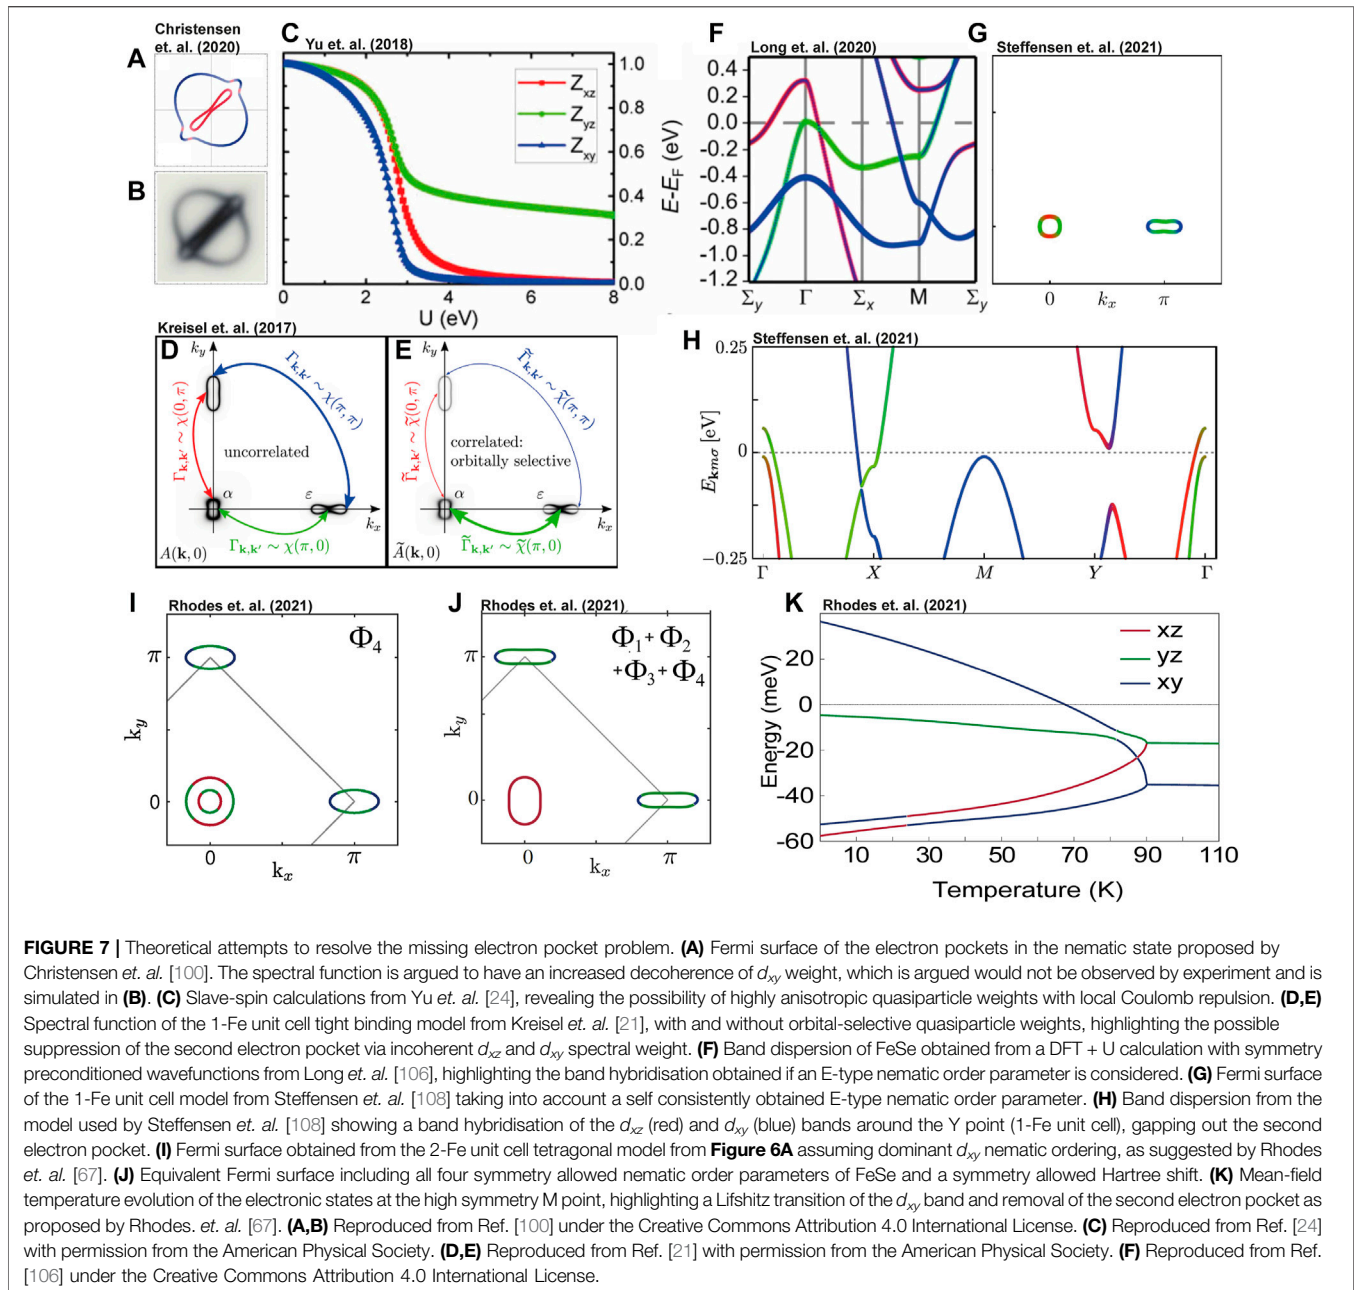 Christensen
et. al. (2020)
A
B
C
Yu et. al. (2018)
Z_xz
Z_yz
Z_xy
1.0
0.8
0.6
0.4
0.2
0.0
0
2
4
6
8
U (eV)
F
Long et. al. (2020)
0.4
0.2
0.0
-0.2
-0.4
-0.6
-0.8
-1.0
-1.2
E-E_F (eV)
Σ_y
Γ
Σ_x
M
Σ_y
G
Steffensen et. al. (2021)
0
k_x
π
Kreisel et. al. (2017)
D
k_y
Γ_k,k′ ~ χ(π, π)
Γ_k,k′ ~ χ(0, π)
uncorrelated
α
ε
k_x
Γ_k,k′ ~ χ(π, 0)
A(k, 0)
E
k_y
Γ̃_k,k′ ~ χ̃(π, π)
Γ̃_k,k′ ~ χ̃(0, π)
correlated:
orbitally selective
α
ε
k_x
Γ̃_k,k′ ~ χ̃(π, 0)
Ã(k, 0)
H
Steffensen et. al. (2021)
0.25
0
−0.25
E_kmσ [eV]
Γ
X
M
Y
Γ
I
Rhodes et. al. (2021)
Φ₄
π
k_y
0
0
π
k_x
J
Rhodes et. al. (2021)
Φ₁+ Φ₂
+Φ₃+ Φ₄
π
k_y
0
0
π
k_x
K
Rhodes et. al. (2021)
xz
yz
xy
20
0
-20
-40
-60
Energy (meV)
10
30
50
70
90
110
Temperature (K)
FIGURE 7 | Theoretical attempts to resolve the missing electron pocket problem. (A) Fermi surface of the electron pockets in the nematic state proposed by
Christensen et. al. [100]. The spectral function is argued to have an increased decoherence of d_xy weight, which is argued would not be observed by experiment and is
simulated in (B). (C) Slave-spin calculations from Yu et. al. [24], revealing the possibility of highly anisotropic quasiparticle weights with local Coulomb repulsion. (D,E)
Spectral function of the 1-Fe unit cell tight binding model from Kreisel et. al. [21], with and without orbital-selective quasiparticle weights, highlighting the possible
suppression of the second electron pocket via incoherent d_xz and d_xy spectral weight. (F) Band dispersion of FeSe obtained from a DFT + U calculation with symmetry
preconditioned wavefunctions from Long et. al. [106], highlighting the band hybridisation obtained if an E-type nematic order parameter is considered. (G) Fermi surface
of the 1-Fe unit cell model from Steffensen et. al. [108] taking into account a self consistently obtained E-type nematic order parameter. (H) Band dispersion from the
model used by Steffensen et. al. [108] showing a band hybridisation of the d_xz (red) and d_xy (blue) bands around the Y point (1-Fe unit cell), gapping out the second
electron pocket. (I) Fermi surface obtained from the 2-Fe unit cell tetragonal model from Figure 6A assuming dominant d_xy nematic ordering, as suggested by Rhodes
et. al. [67]. (J) Equivalent Fermi surface including all four symmetry allowed nematic order parameters of FeSe and a symmetry allowed Hartree shift. (K) Mean-field
temperature evolution of the electronic states at the high symmetry M point, highlighting a Lifshitz transition of the d_xy band and removal of the second electron pocket as
proposed by Rhodes. et. al. [67]. (A,B) Reproduced from Ref. [100] under the Creative Commons Attribution 4.0 International License. (C) Reproduced from Ref. [24]
with permission from the American Physical Society. (D,E) Reproduced from Ref. [21] with permission from the American Physical Society. (F) Reproduced from Ref.
[106] under the Creative Commons Attribution 4.0 International License.